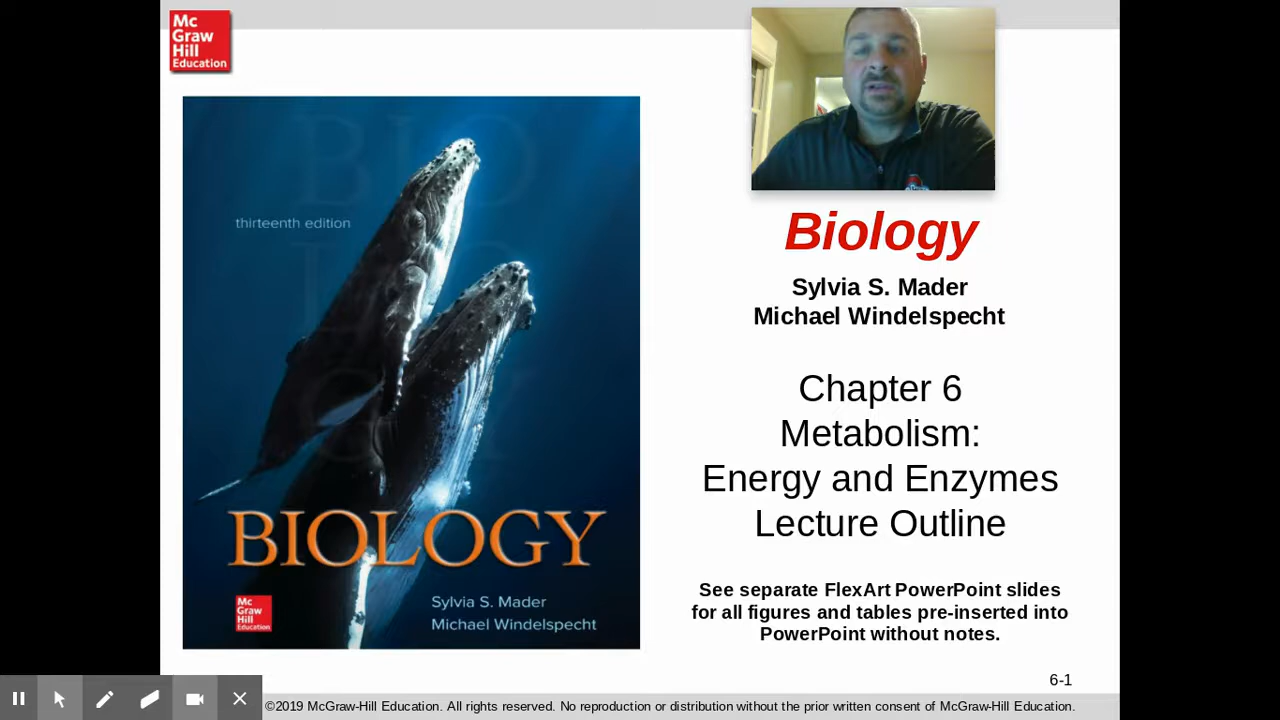 Mc
Graw
Hill
Education
thirteenth edition
BIO
BIOLOGY
Mc
Graw
Hill
Education
Sylvia S. Mader
Michael Windelspecht
Biology
Sylvia S. Mader
Michael Windelspecht
Chapter 6
Metabolism:
Energy and Enzymes
Lecture Outline
See separate FlexArt PowerPoint slides
for all figures and tables pre-inserted into
PowerPoint without notes.
6-1
©2019 McGraw-Hill Education. All rights reserved. No reproduction or distribution without the prior written consent of McGraw-Hill Education.